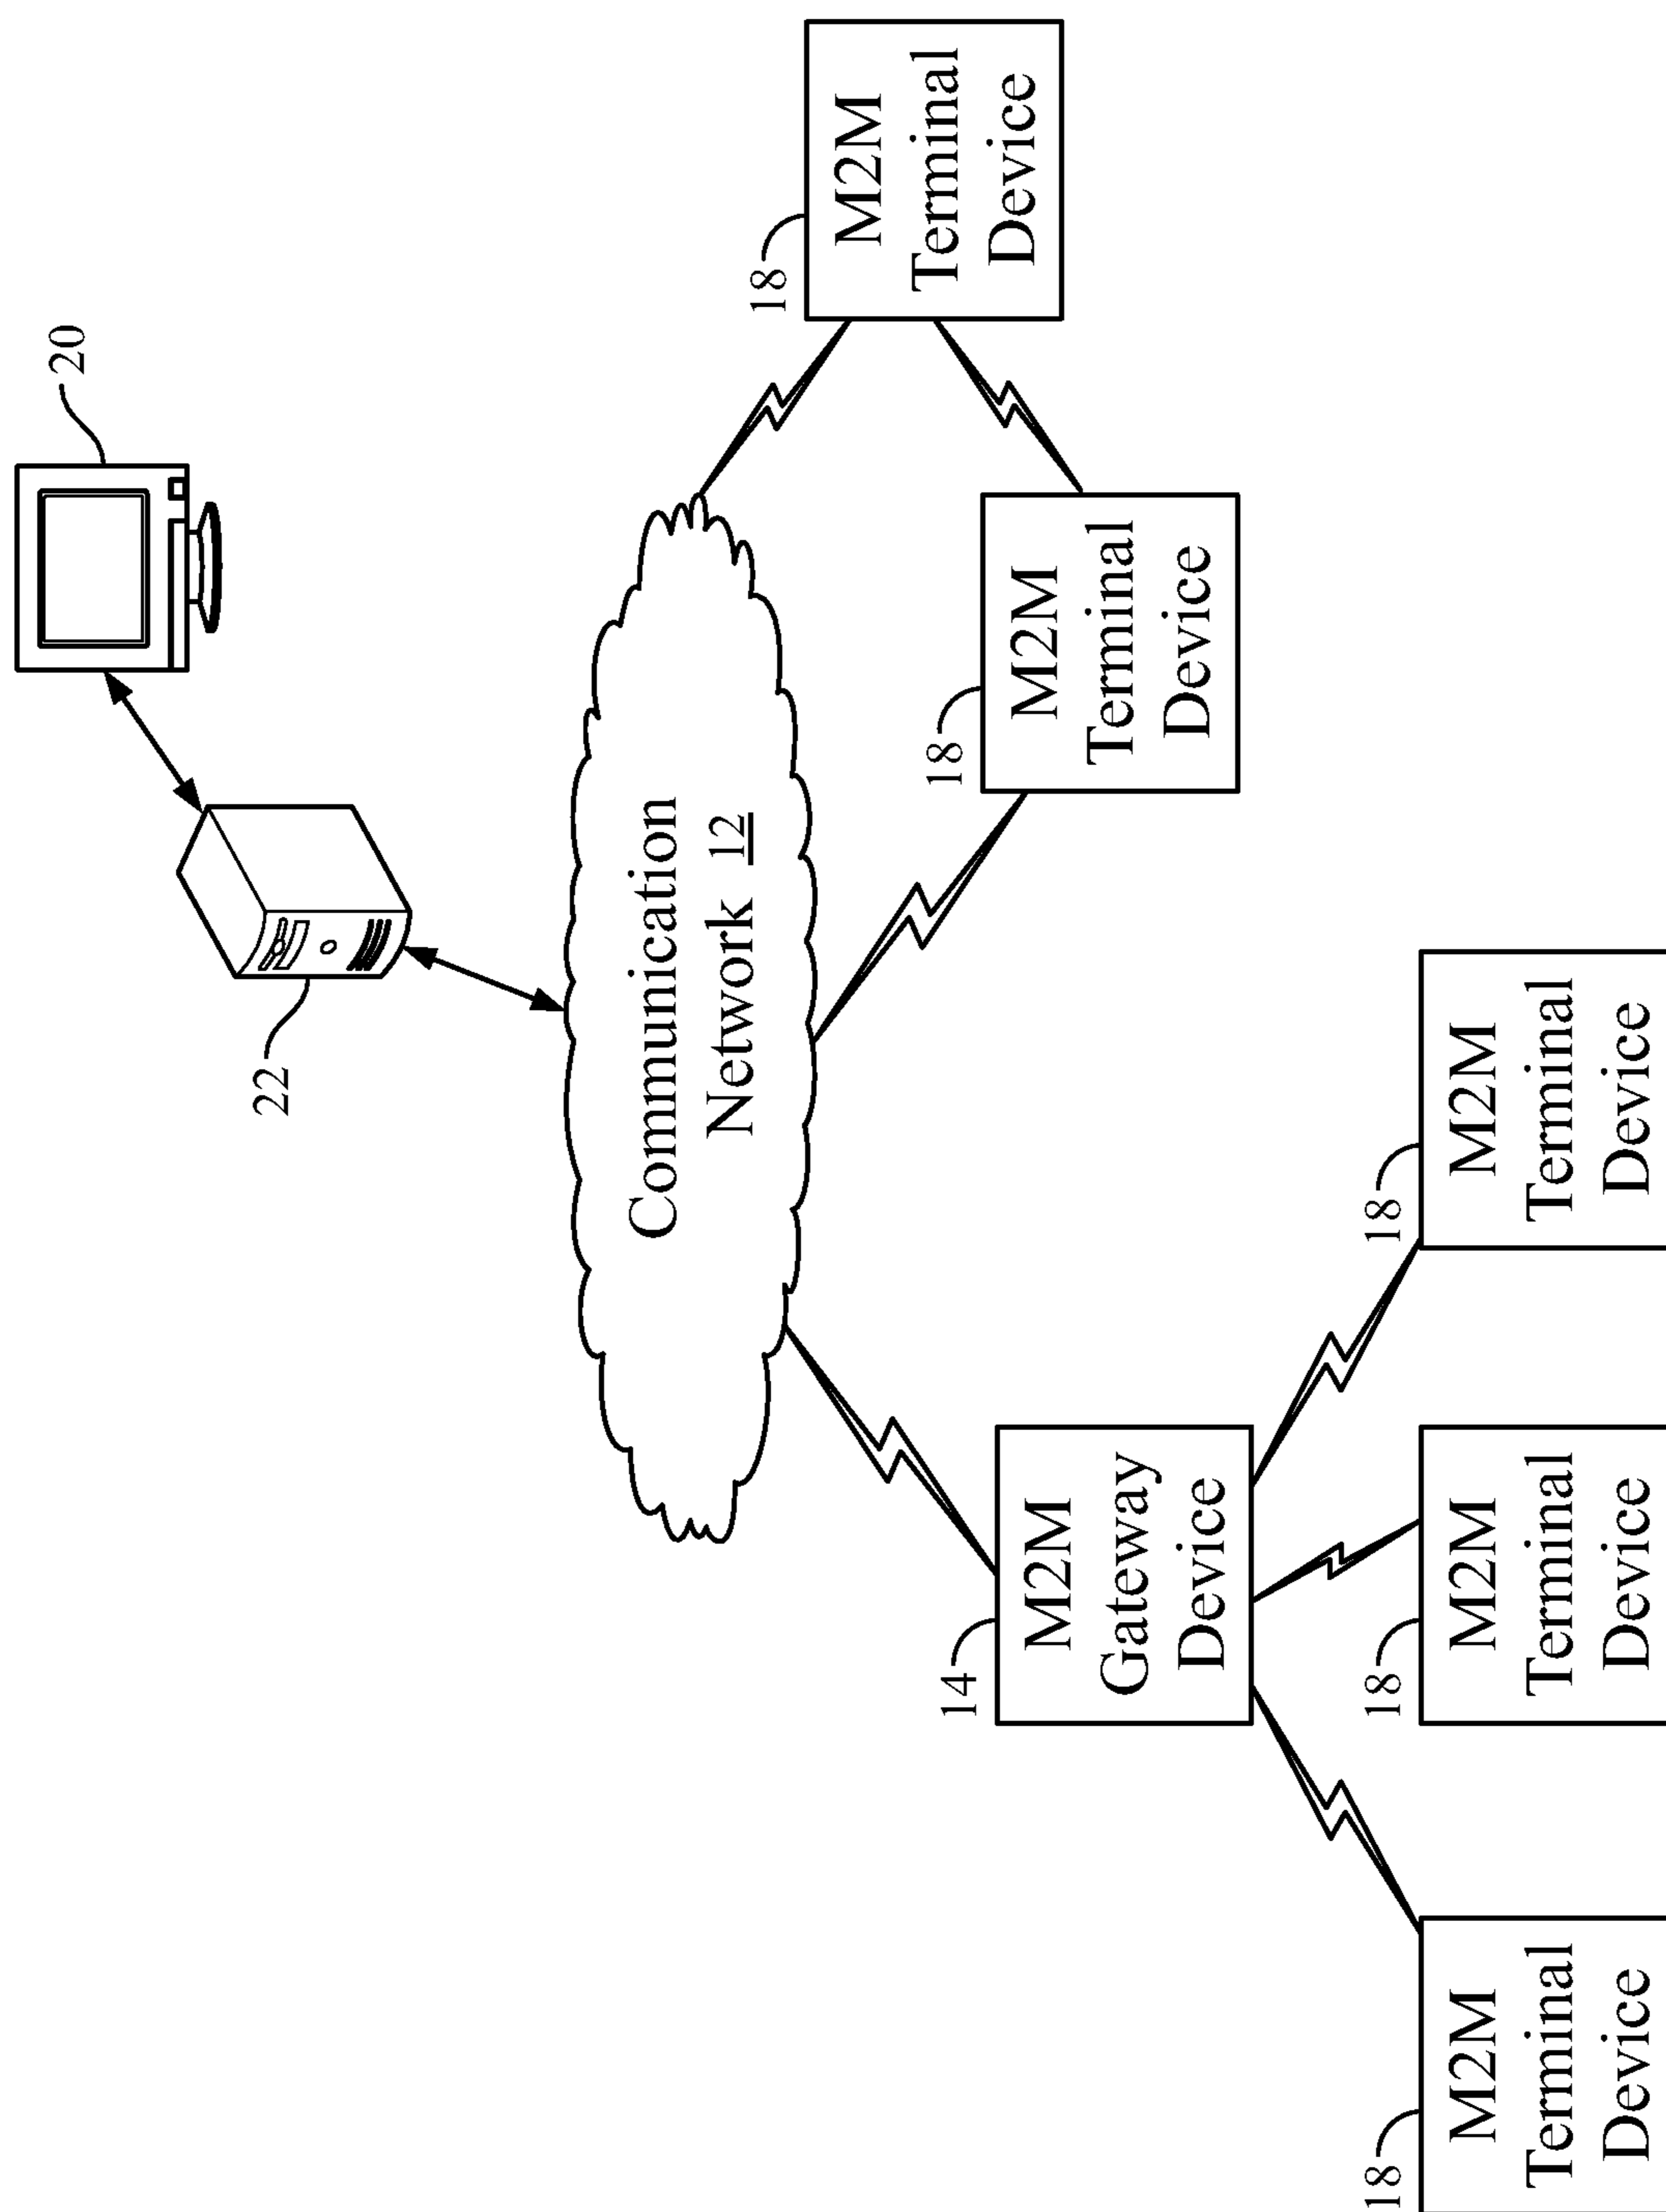 20
22
Communication
Network 12
18
M2M
Terminal
Device
18
M2M
Terminal
Device
14
M2M
Gateway
Device
18
M2M
Terminal
Device
18
M2M
Terminal
Device
18
M2M
Terminal
Device